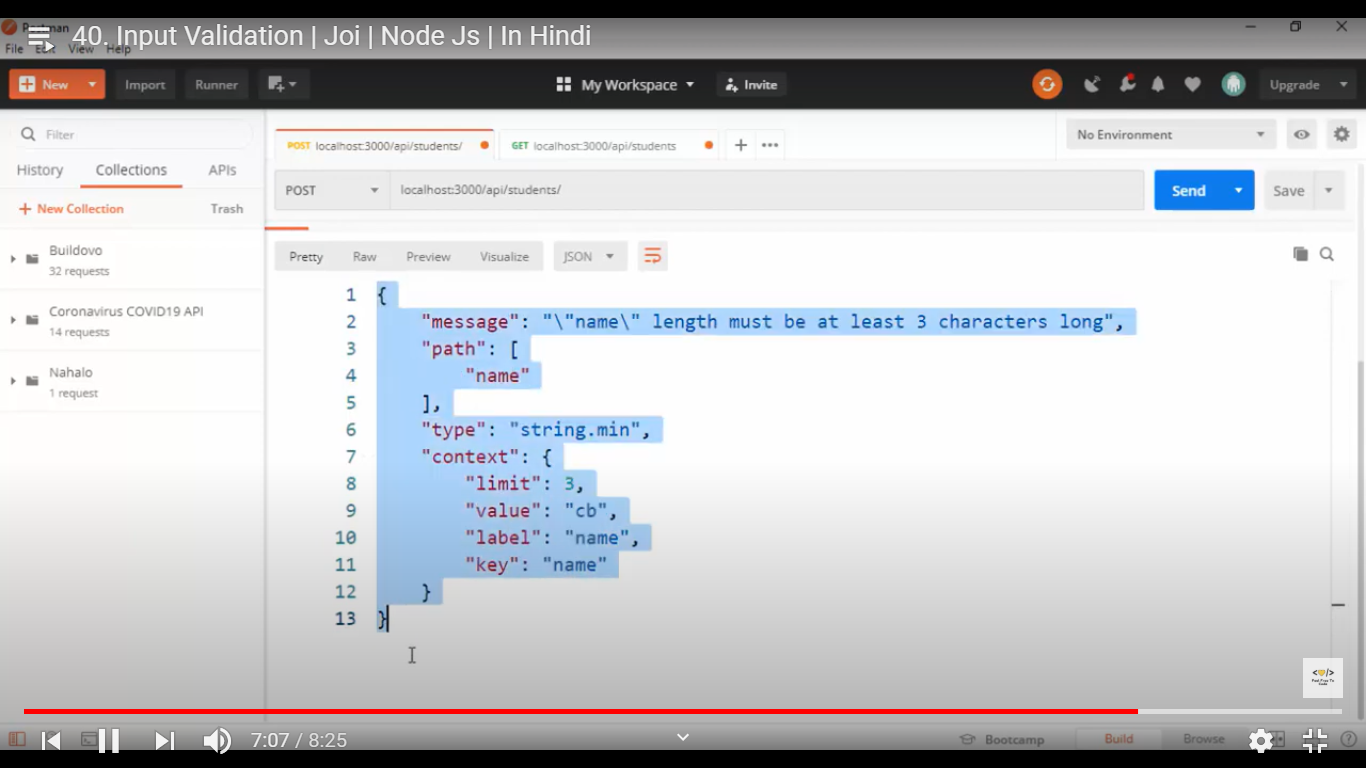 Postman
40. Input Validation | Joi | Node Js | In Hindi
File Edit View Help
New Import Runner My Workspace Invite Upgrade
Filter
POST localhost:3000/api/students/ GET localhost:3000/api/students No Environment
History Collections APIs
POST localhost:3000/api/students/ Send Save
+ New Collection Trash
Buildovo
32 requests
Coronavirus COVID19 API
14 requests
Nahalo
1 request
Pretty Raw Preview Visualize JSON
1 {
2 "message": "\"name\" length must be at least 3 characters long",
3 "path": [
4 "name"
5 ],
6 "type": "string.min",
7 "context": {
8 "limit": 3,
9 "value": "cb",
10 "label": "name",
11 "key": "name"
12 }
13 }
7:07 / 8:25
Bootcamp Build Browse